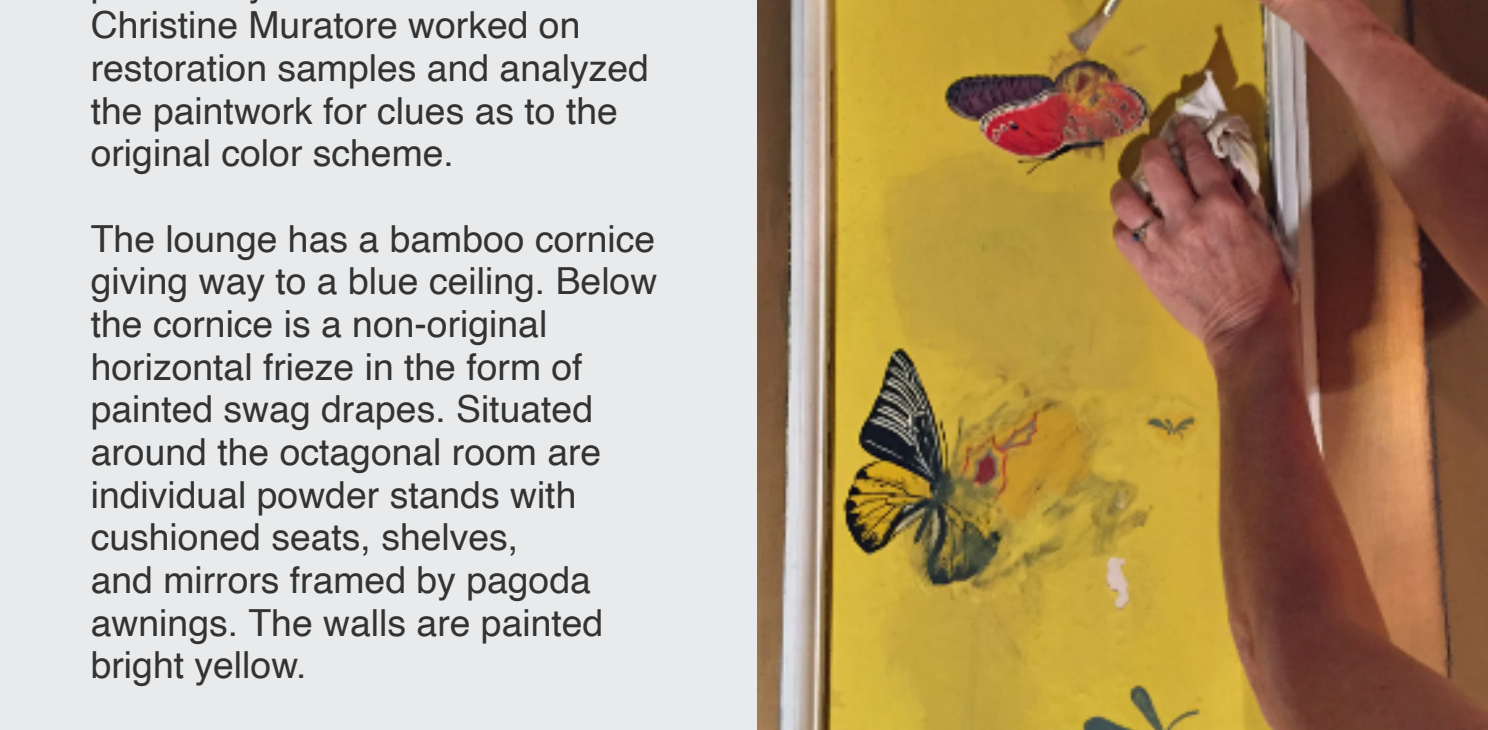 Christine Muratore worked on
restoration samples and analyzed
the paintwork for clues as to the
original color scheme.
The lounge has a bamboo cornice
giving way to a blue ceiling. Below
the cornice is a non-original
horizontal frieze in the form of
painted swag drapes. Situated
around the octagonal room are
individual powder stands with
cushioned seats, shelves,
and mirrors framed by pagoda
awnings. The walls are painted
bright yellow.